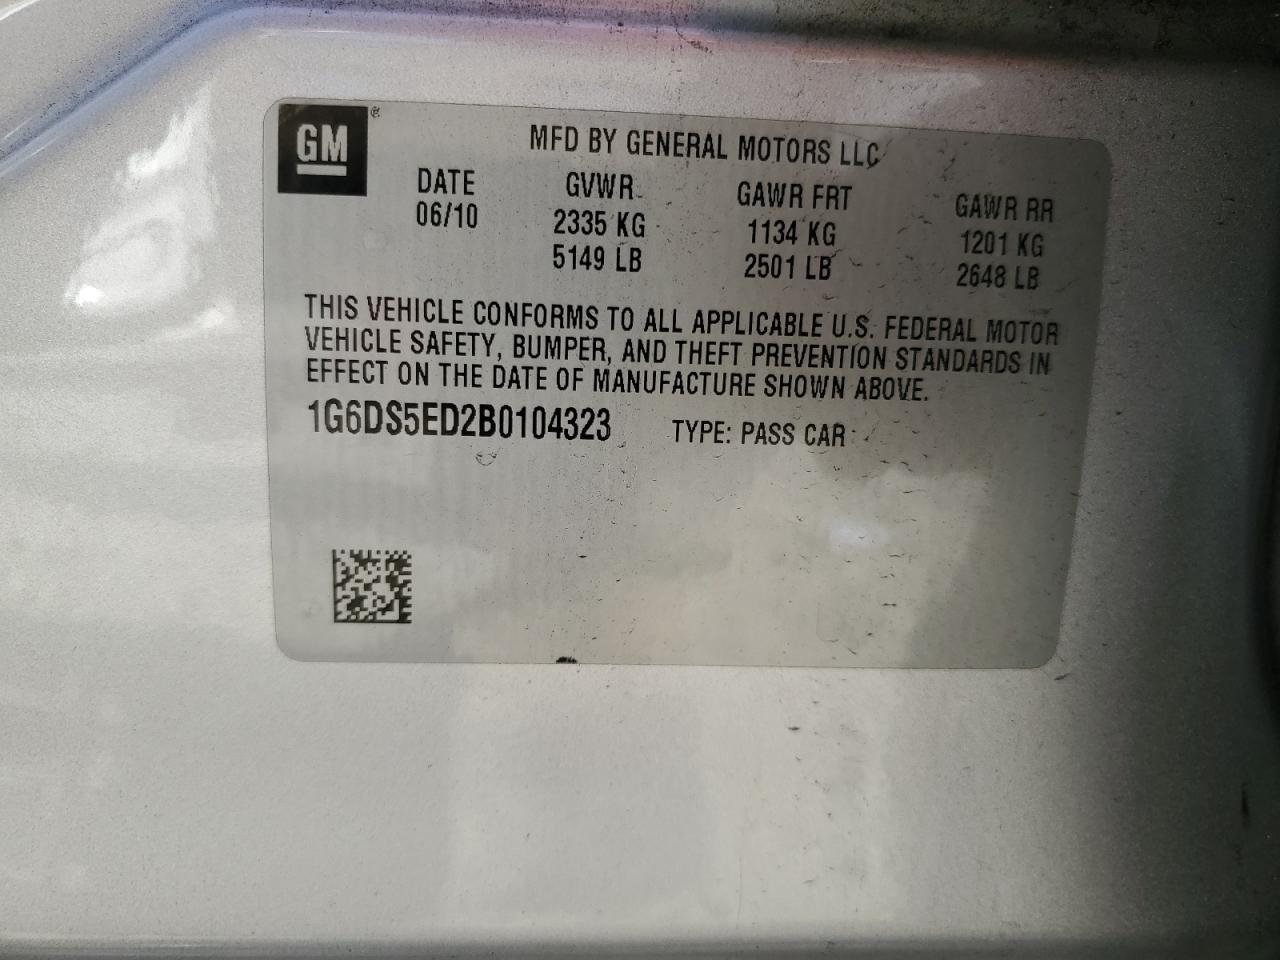 GM®
MFD BY GENERAL MOTORS LLC
DATE GVWR GAWR FRT GAWR RR
06/10 2335 KG 1134 KG 1201 KG
5149 LB 2501 LB 2648 LB
THIS VEHICLE CONFORMS TO ALL APPLICABLE U.S. FEDERAL MOTOR
VEHICLE SAFETY, BUMPER, AND THEFT PREVENTION STANDARDS IN
EFFECT ON THE DATE OF MANUFACTURE SHOWN ABOVE.
1G6DS5ED2B0104323 TYPE: PASS CAR